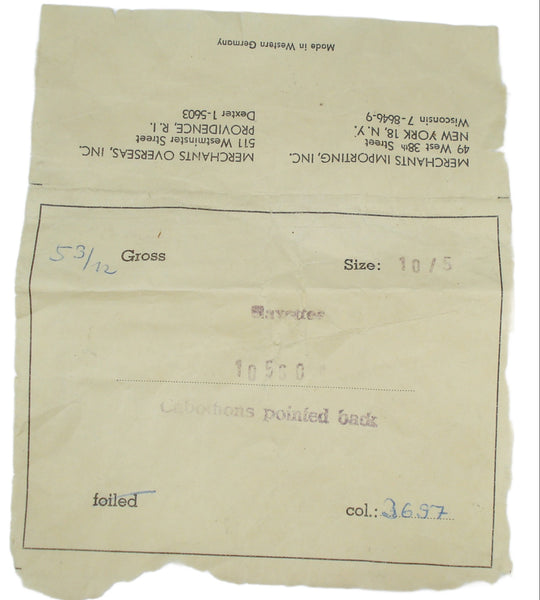 Made in Western Germany
MERCHANTS OVERSEAS, INC.
511 Westminster Street
PROVIDENCE, R. I.
Dexter 1-5603
MERCHANTS IMPORTING, INC.
49 West 38th Street
NEW YORK 18, N. Y.
Wisconsin 7-8646-9
5 3/12 Gross
Size: 10/5
Cabochons pointed back
foiled
col.: 3697